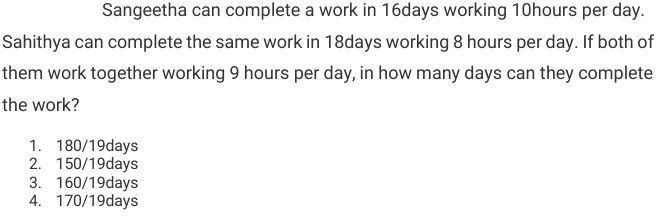 Sangeetha can complete a work in 16days working 10hours per day.
Sahithya can complete the same work in 18days working 8 hours per day. If both of
them work together working 9 hours per day, in how many days can they complete
the work?
1. 180/19days
2. 150/19days
3. 160/19days
4. 170/19days